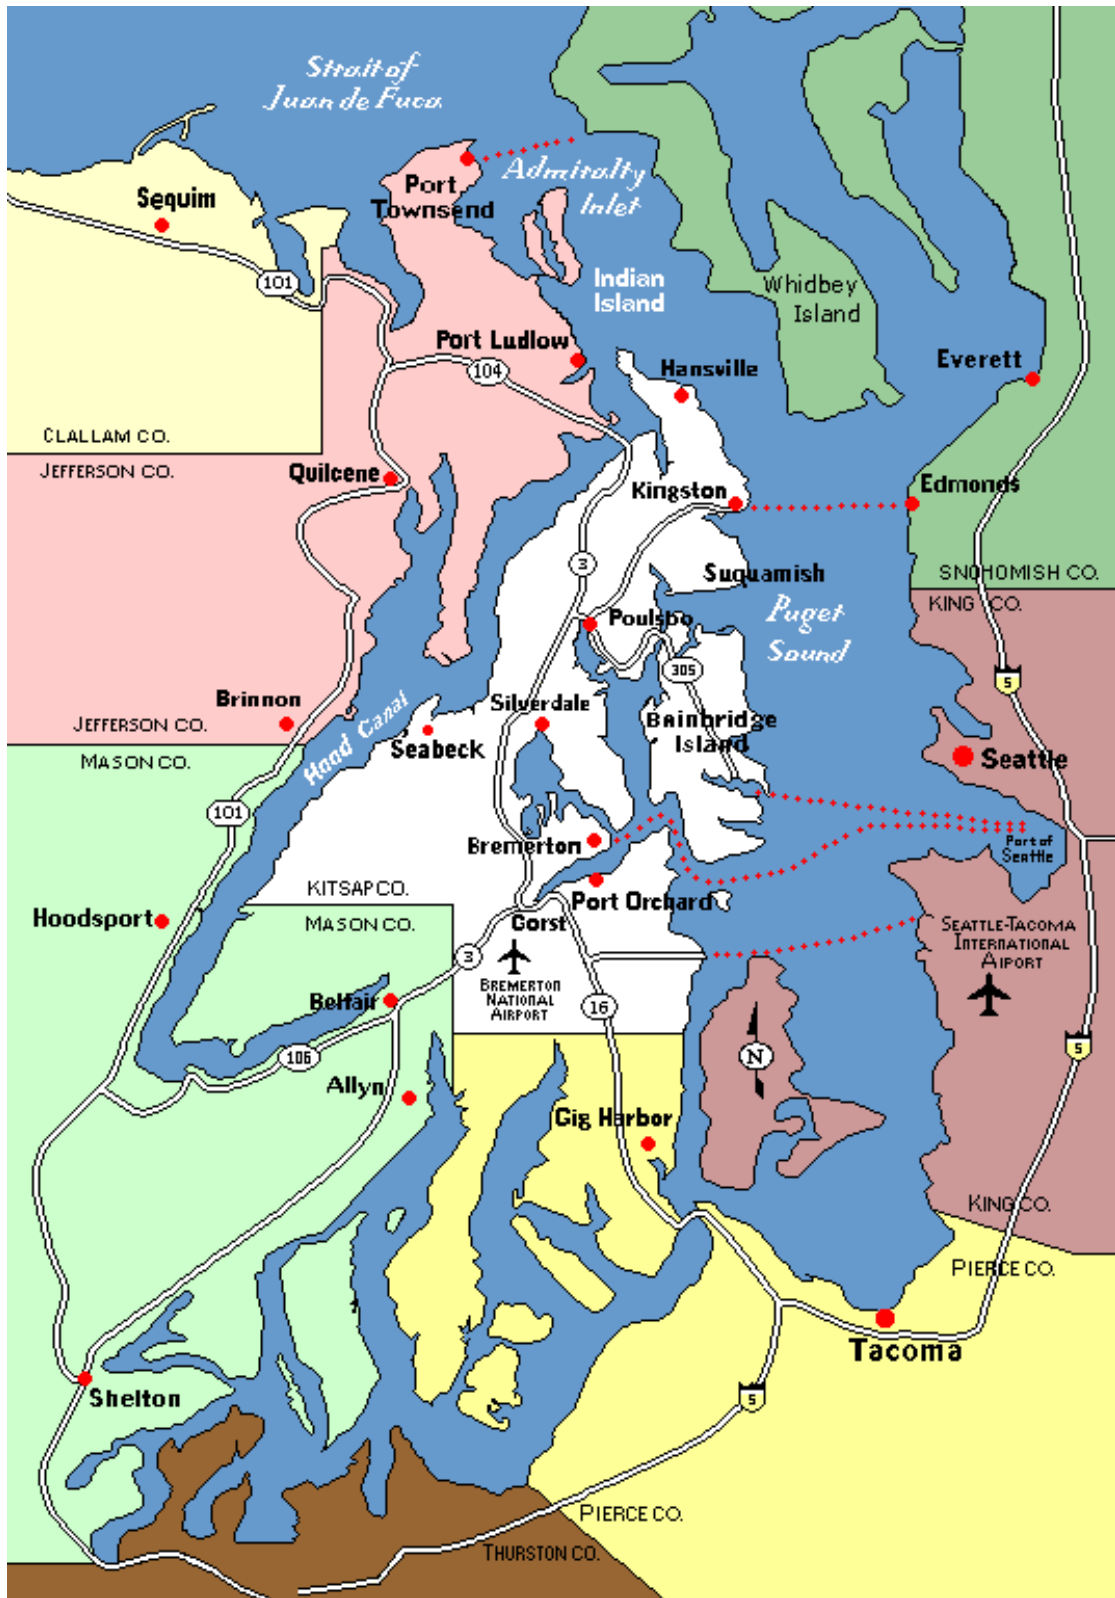 Strait of
Juan de Fuca
Admiralty
Inlet
Port
Townsend
Sequim
101
Indian
Island
Whidbey
Island
Port Ludlow
104
Hansville
Everett
CLALLAM CO.
JEFFERSON CO.
Quilcene
Kingston
Edmonds
3
Suquamish
SNOHOMISH CO.
KING CO.
Poulsbo
Puget
Sound
305
5
Brinnon
JEFFERSON CO.
MASON CO.
Hood Canal
Silverdale
Seabeck
Bainbridge
Island
Seattle
101
Bremerton
Port of
Seattle
KITSAP CO.
MASON CO.
Port Orchard
Hoodsport
Gorst
SEATTLE-TACOMA
INTERNATIONAL
AIPORT
3
BREMERTON
NATIONAL
AIRPORT
Belfair
16
106
N
5
Allyn
Gig Harbor
KING CO.
PIERCE CO.
Tacoma
Shelton
5
PIERCE CO.
THURSTON CO.